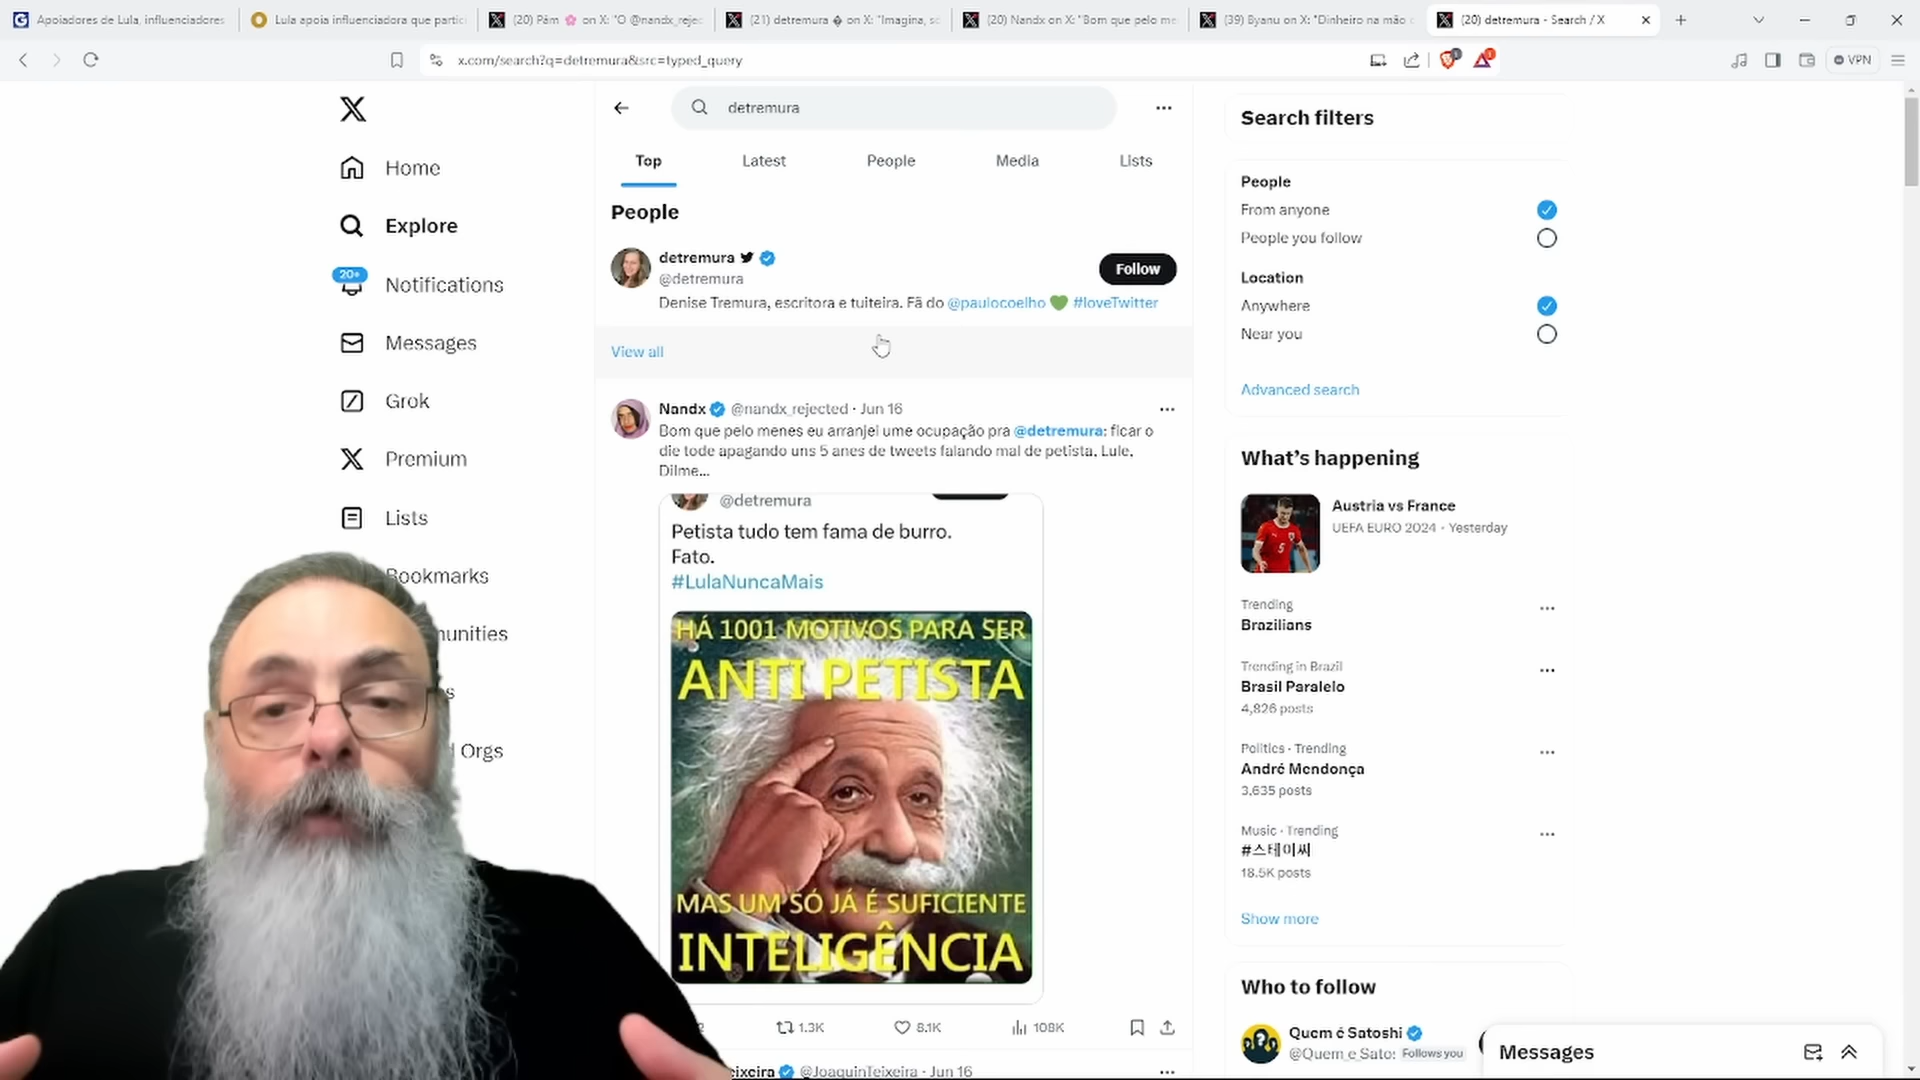 Apoiadores de Lula, influenciadores
Lula apoia influenciadora que partic
(20) Pâm 🌸 on X: "O @nandx_rejec
(21) detremura � on X: "Imagina, so
(20) Nandx on X: "Bom que pelo me
(39) Byanu on X: "Dinheiro na mão
(20) detremura - Search / X
x.com/search?q=detremura&src=typed_query
VPN
detremura
Home
Explore
20+
Notifications
Messages
Grok
Premium
Lists
Bookmarks
munities
s
Orgs
Top
Latest
People
Media
Lists
People
detremura
@detremura
Follow
Denise Tremura, escritora e tuiteira. Fã do @paulocoelho 💚 #loveTwitter
View all
Nandx @nandx_rejected · Jun 16
Bom que pelo menes eu arranjei ume ocupação pra @detremura: ficar o
die tode apagando uns 5 anes de tweets falando mal de petista, Lule,
Dilme...
@detremura
Petista tudo tem fama de burro.
Fato.
#LulaNuncaMais
HÁ 1001 MOTIVOS PARA SER
ANTI PETISTA
MAS UM SÓ JÁ É SUFICIENTE
INTELIGÊNCIA
2
1.3K
8.1K
108K
eixeira @JoaquinTeixeira · Jun 16
Search filters
People
From anyone
People you follow
Location
Anywhere
Near you
Advanced search
What's happening
Austria vs France
UEFA EURO 2024 · Yesterday
Trending
Brazilians
Trending in Brazil
Brasil Paralelo
4,826 posts
Politics · Trending
André Mendonça
3,635 posts
Music · Trending
#스테이씨
18.5K posts
Show more
Who to follow
Quem é Satoshi
@Quem_e_Sato: Follows you
Messages